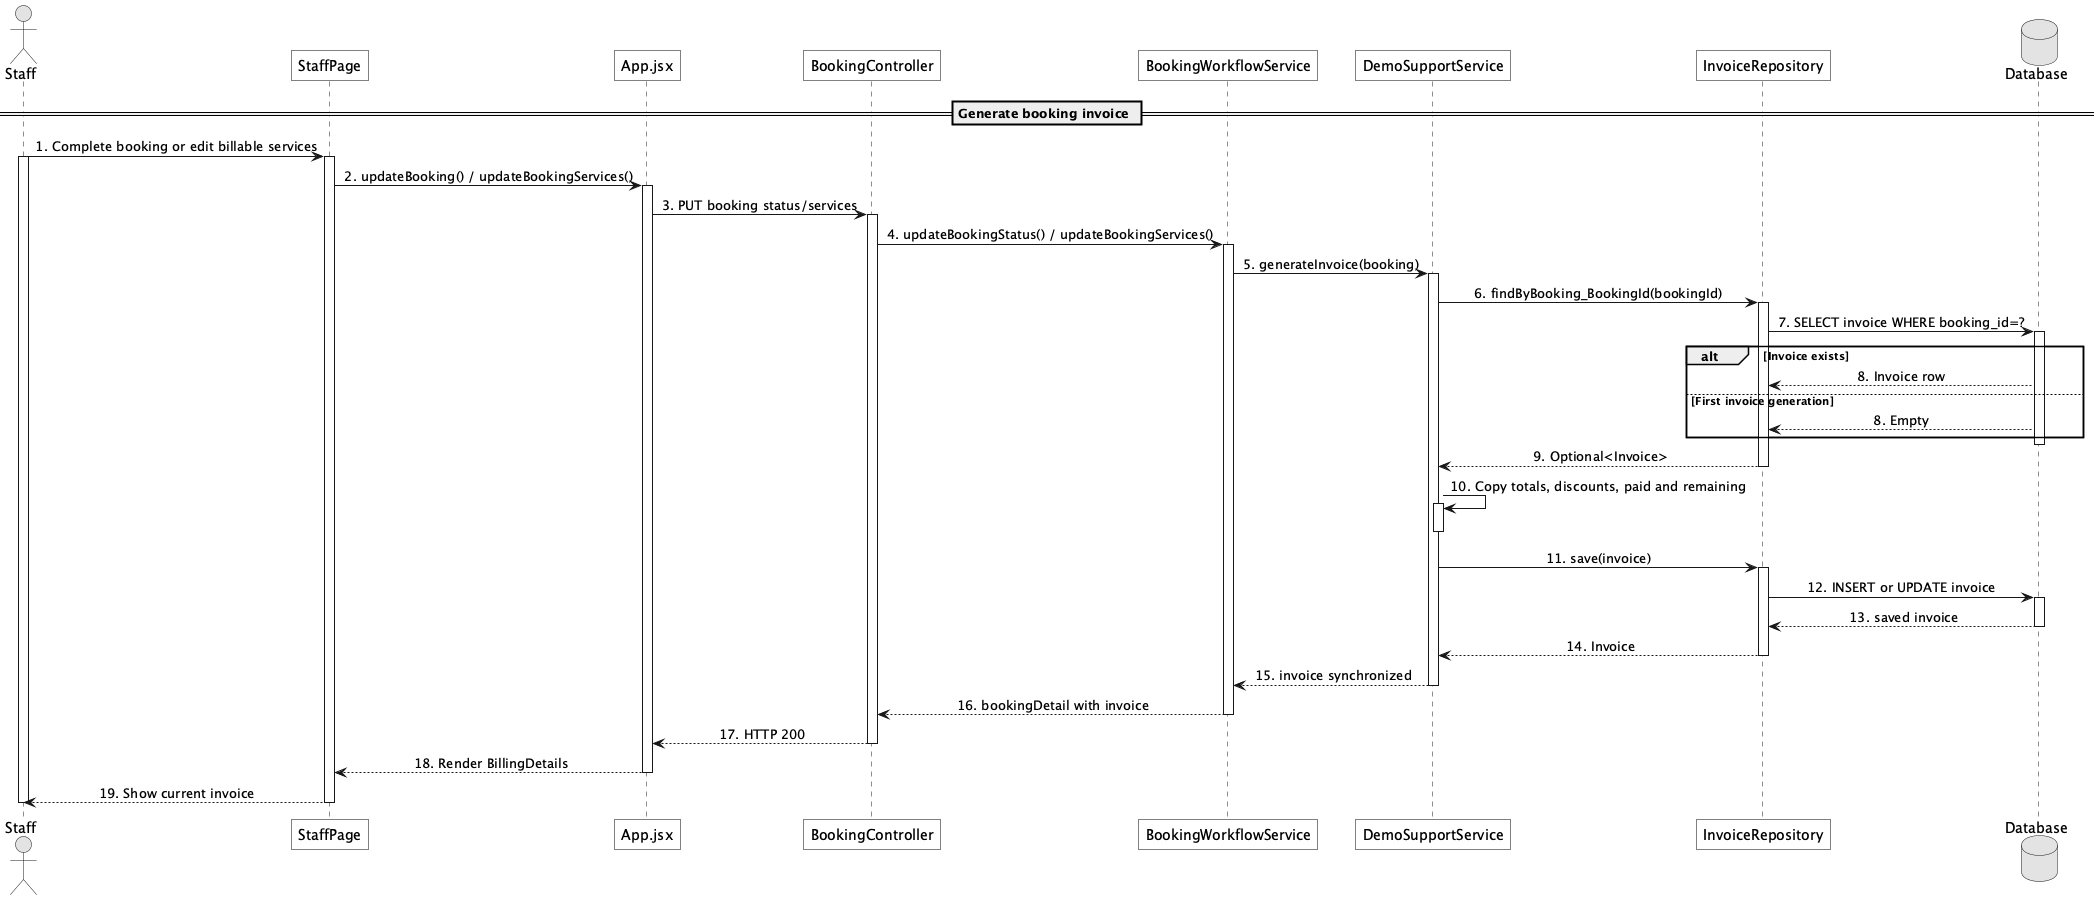 Staff
StaffPage
App.jsx
BookingController
BookingWorkflowService
DemoSupportService
InvoiceRepository
Database
Generate booking invoice
1. Complete booking or edit billable services
2. updateBooking() / updateBookingServices()
3. PUT booking status/services
4. updateBookingStatus() / updateBookingServices()
5. generateInvoice(booking)
6. findByBooking_BookingId(bookingId)
7. SELECT invoice WHERE booking_id=?
alt
[Invoice exists]
8. Invoice row
[First invoice generation]
8. Empty
9. Optional<Invoice>
10. Copy totals, discounts, paid and remaining
11. save(invoice)
12. INSERT or UPDATE invoice
13. saved invoice
14. Invoice
15. invoice synchronized
16. bookingDetail with invoice
17. HTTP 200
18. Render BillingDetails
19. Show current invoice
Staff
StaffPage
App.jsx
BookingController
BookingWorkflowService
DemoSupportService
InvoiceRepository
Database